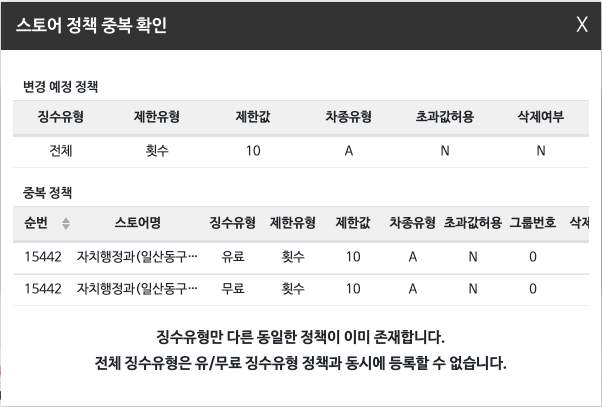 스토어 정책 중복 확인 X
변경 예정 정책
징수유형 제한유형 제한값 차종유형 초과값허용 삭제여부
전체 횟수 10 A N N
중복 정책
순번 스토어명 징수유형 제한유형 제한값 차종유형 초과값허용 그룹번호 삭제
15442 자치행정과(일산동구… 유료 횟수 10 A N 0
15442 자치행정과(일산동구… 무료 횟수 10 A N 0
징수유형만 다른 동일한 정책이 이미 존재합니다.
전체 징수유형은 유/무료 징수유형 정책과 동시에 등록할 수 없습니다.